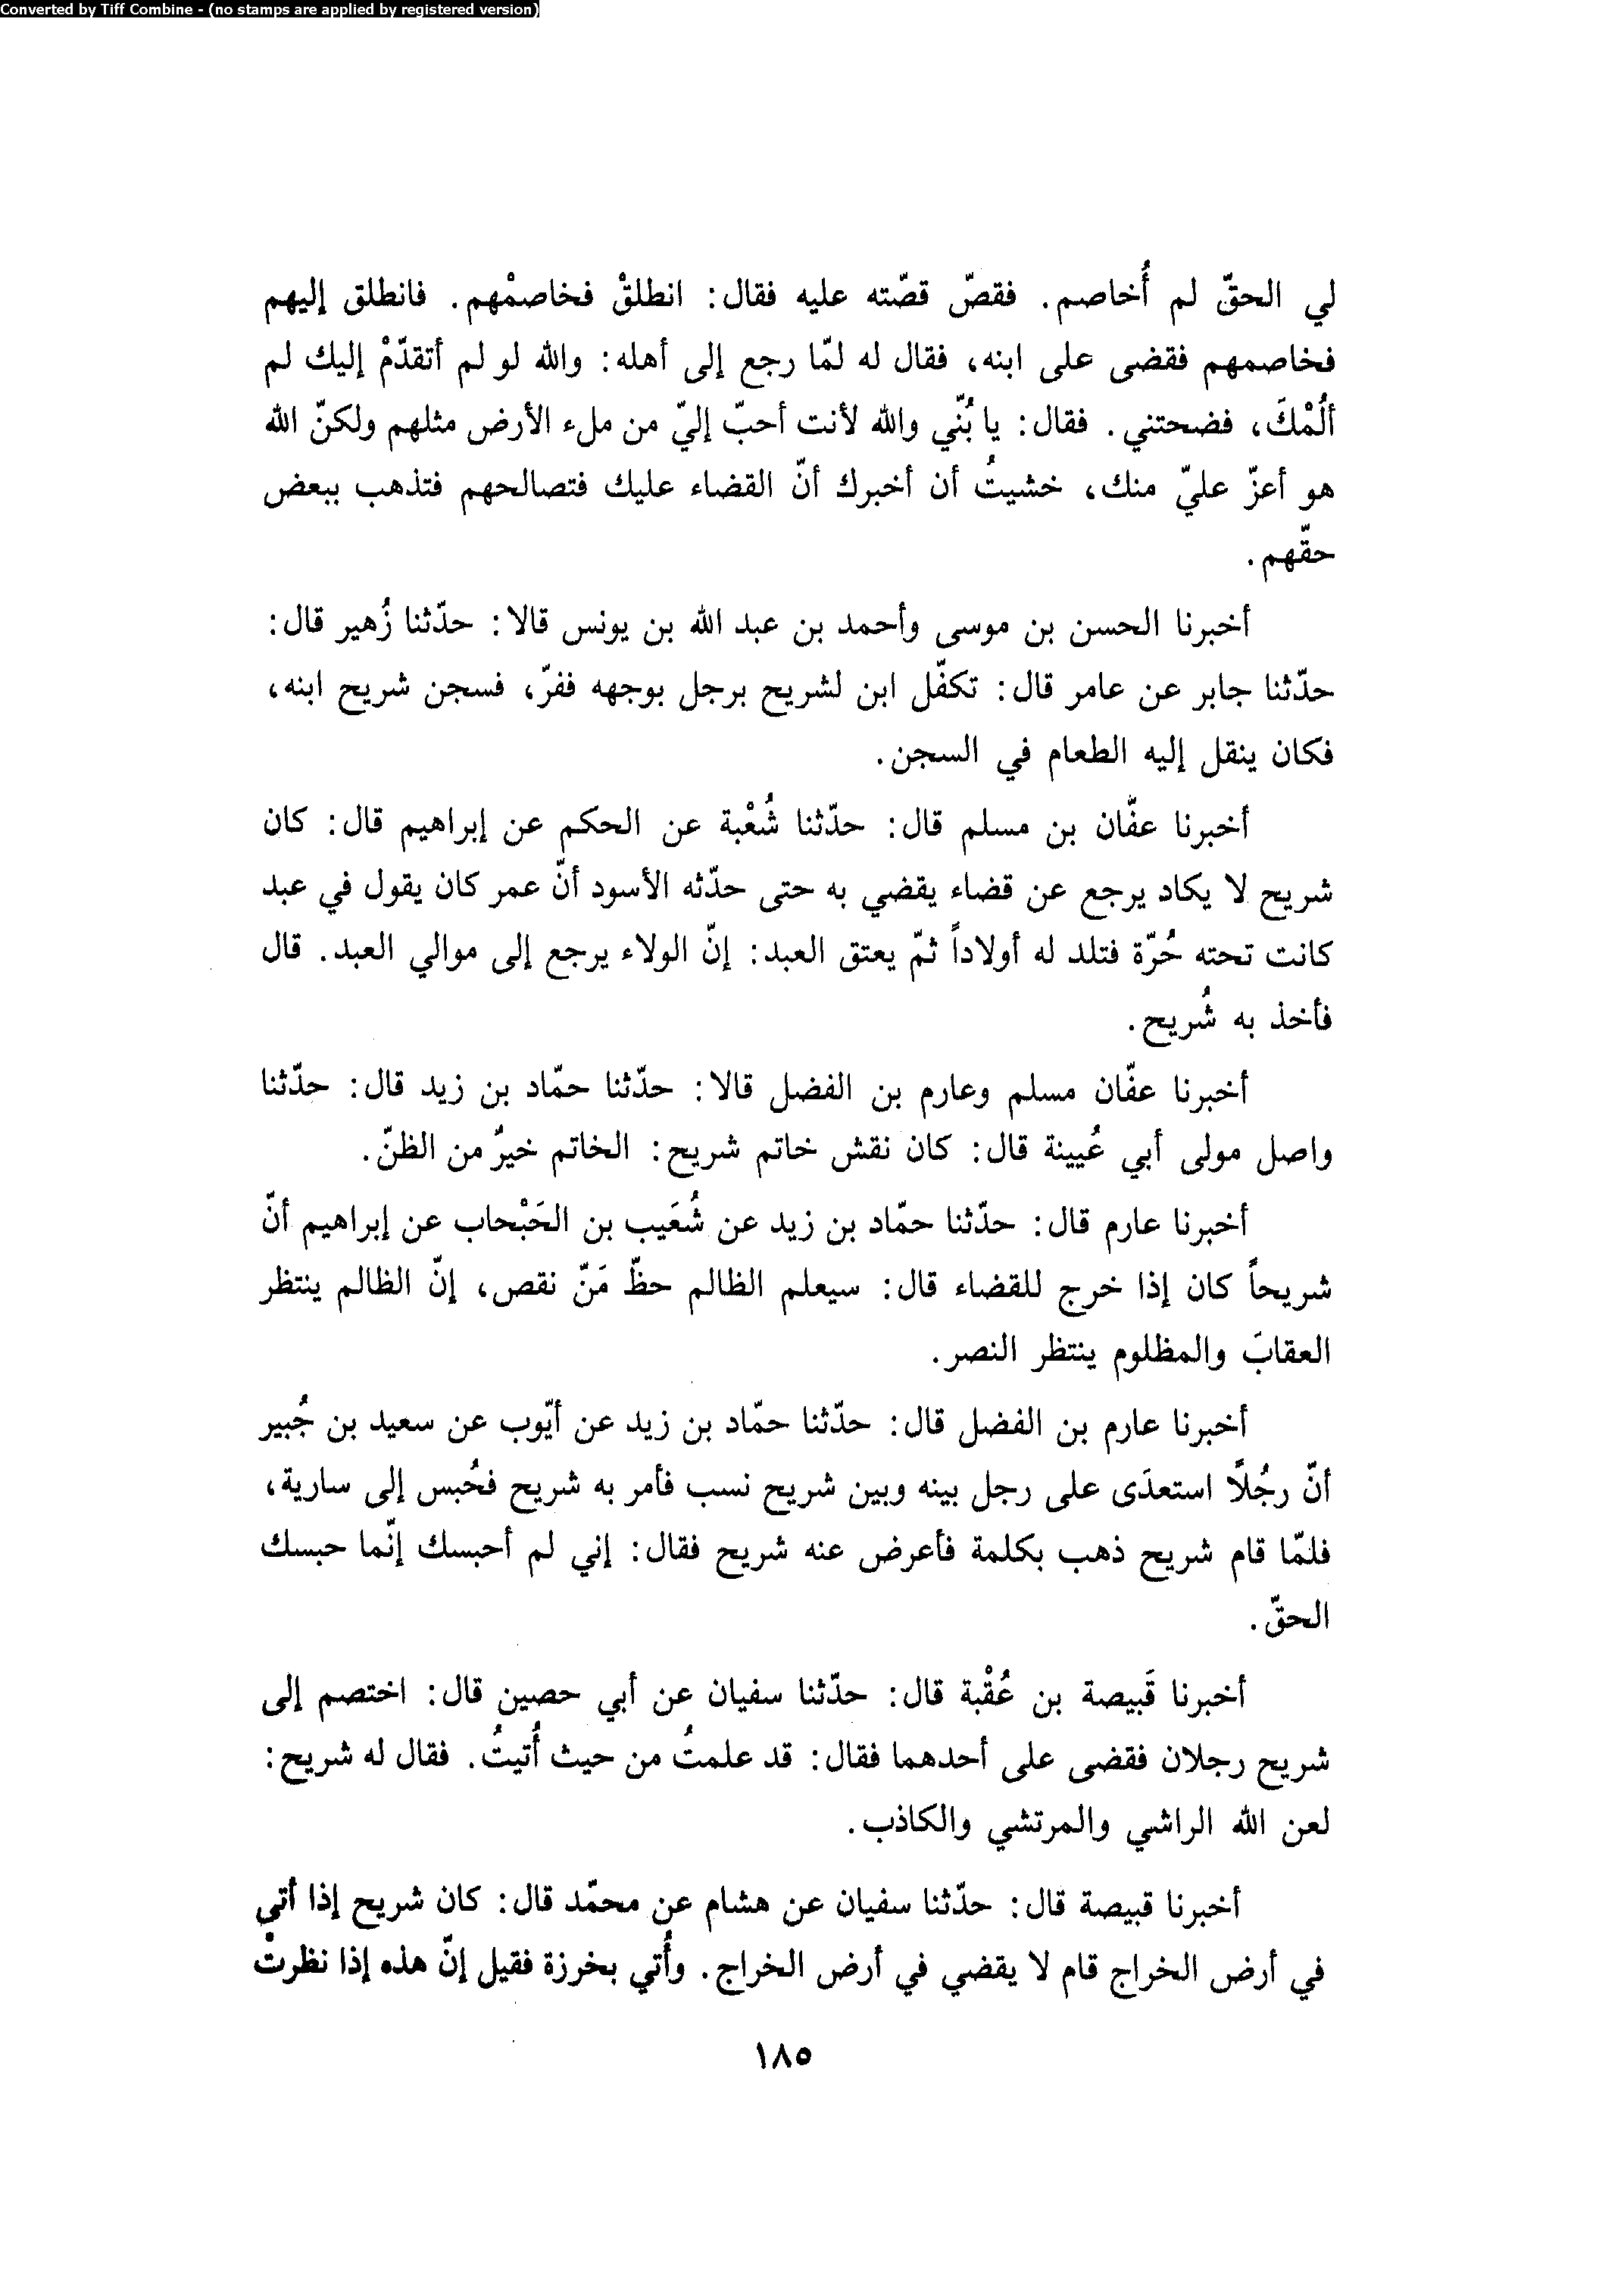 Converted by Tiff Combine - (no stamps are applied by registered version)
لي الحقّ لم أُخاصم. فقصّ قصّته عليه فقال: انطلقْ فخاصمْهم. فانطلق إليهم
فخاصمهم فقضى على ابنه، فقال له لمّا رجع إلى أهله: والله لو لم أتقدّمْ إليك لم
ألُمْكَ، فضحتني. فقال: يا بُنّي والله لأنت أحبّ إليّ من ملء الأرض مثلهم ولكنّ الله
هو أعزّ عليّ منك، خشيتُ أن أخبرك أنّ القضاء عليك فتصالحهم فتذهب ببعض
حقّهم.
أخبرنا الحسن بن موسى وأحمد بن عبد الله بن يونس قالا: حدّثنا زُهير قال:
حدّثنا جابر عن عامر قال: تكفّل ابن لشريح برجل بوجهه ففرّ، فسجن شريح ابنه،
فكان ينقل إليه الطعام في السجن.
أخبرنا عفّان بن مسلم قال: حدّثنا شُعْبة عن الحكم عن إبراهيم قال: كان
شريح لا يكاد يرجع عن قضاء يقضي به حتى حدّثه الأسود أنّ عمر كان يقول في عبد
كانت تحته حُرّة فتلد له أولاداً ثمّ يعتق العبد: إنّ الولاء يرجع إلى موالي العبد. قال
فأخذ به شُريح.
أخبرنا عفّان مسلم وعارم بن الفضل قالا: حدّثنا حمّاد بن زيد قال: حدّثنا
واصل مولى أبي عُيينة قال: كان نقش خاتم شريح: الخاتم خيرٌ من الظنّ.
أخبرنا عارم قال: حدّثنا حمّاد بن زيد عن شُعَيب بن الحَبْحاب عن إبراهيم أنّ
شريحاً كان إذا خرج للقضاء قال: سيعلم الظالم حظّ مَنّ نقص، إنّ الظالم ينتظر
العقابَ والمظلوم ينتظر النصر.
أخبرنا عارم بن الفضل قال: حدّثنا حمّاد بن زيد عن أيّوب عن سعيد بن جُبير
أنّ رجُلاً استعدَى على رجل بينه وبين شريح نسب فأمر به شريح فحُبس إلى سارية،
فلمّا قام شريح ذهب بكلمة فأعرض عنه شريح فقال: إني لم أحبسك إنّما حبسك
الحقّ.
أخبرنا قَبيصة بن عُقْبة قال: حدّثنا سفيان عن أبي حصين قال: اختصم إلى
شريح رجلان فقضى على أحدهما فقال: قد علمتُ من حيث أُتيتُ. فقال له شريح:
لعن الله الراشي والمرتشي والكاذب.
أخبرنا قبيصة قال: حدّثنا سفيان عن هشام عن محمّد قال: كان شريح إذا أتي
في أرض الخراج قام لا يقضي في أرض الخراج. وأُتي بخرزة فقيل إنّ هذه إذا نظرتْ
١٨٥